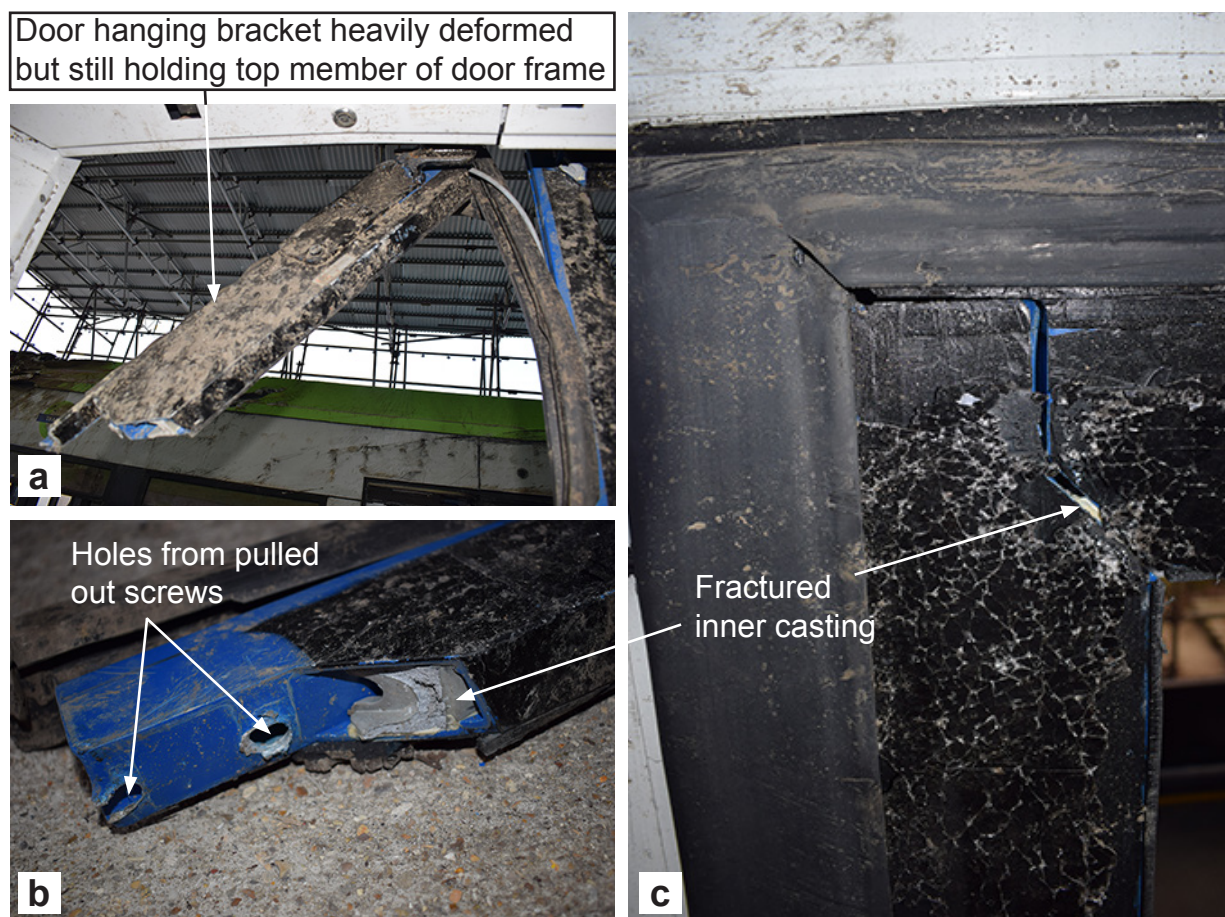 Door hanging bracket heavily deformed
but still holding top member of door frame
a
Holes from pulled
out screws
b
Fractured
inner casting
c